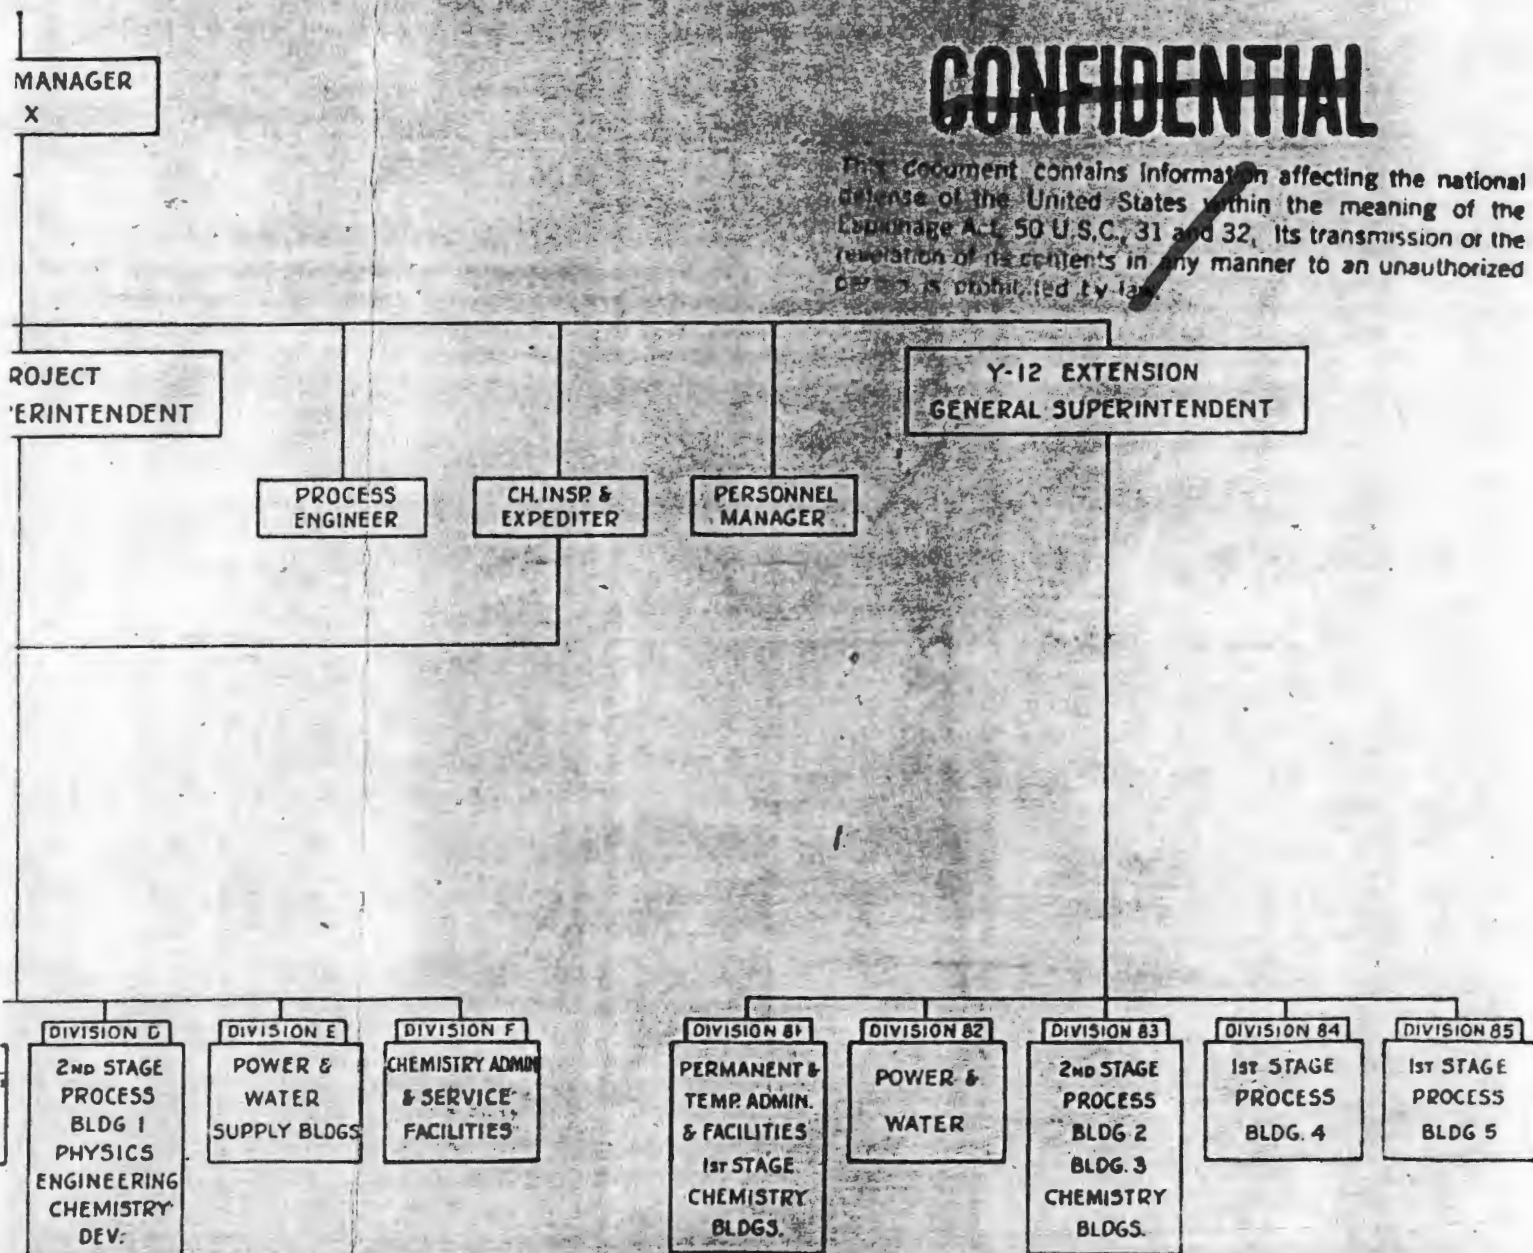 MANAGER
X
CONFIDENTIAL
This document contains information affecting the national
defense of the United States within the meaning of the
Espionage Act, 50 U.S.C., 31 and 32, Its transmission or the
revelation of its contents in any manner to an unauthorized
person is prohibited by law.
ROJECT
ERINTENDENT
Y-12 EXTENSION
GENERAL SUPERINTENDENT
PROCESS
ENGINEER
CH. INSP. &
EXPEDITER
PERSONNEL
MANAGER
DIVISION D
2ND STAGE
PROCESS
BLDG 1
PHYSICS
ENGINEERING
CHEMISTRY
DEV.
DIVISION E
POWER &
WATER
SUPPLY BLDGS
DIVISION F
CHEMISTRY ADMIN
& SERVICE
FACILITIES
DIVISION 81
PERMANENT &
TEMP. ADMIN.
& FACILITIES
1ST STAGE
CHEMISTRY
BLDGS.
DIVISION 82
POWER &
WATER
DIVISION 83
2ND STAGE
PROCESS
BLDG 2
BLDG. 3
CHEMISTRY
BLDGS.
DIVISION 84
1ST STAGE
PROCESS
BLDG. 4
DIVISION 85
1ST STAGE
PROCESS
BLDG 5